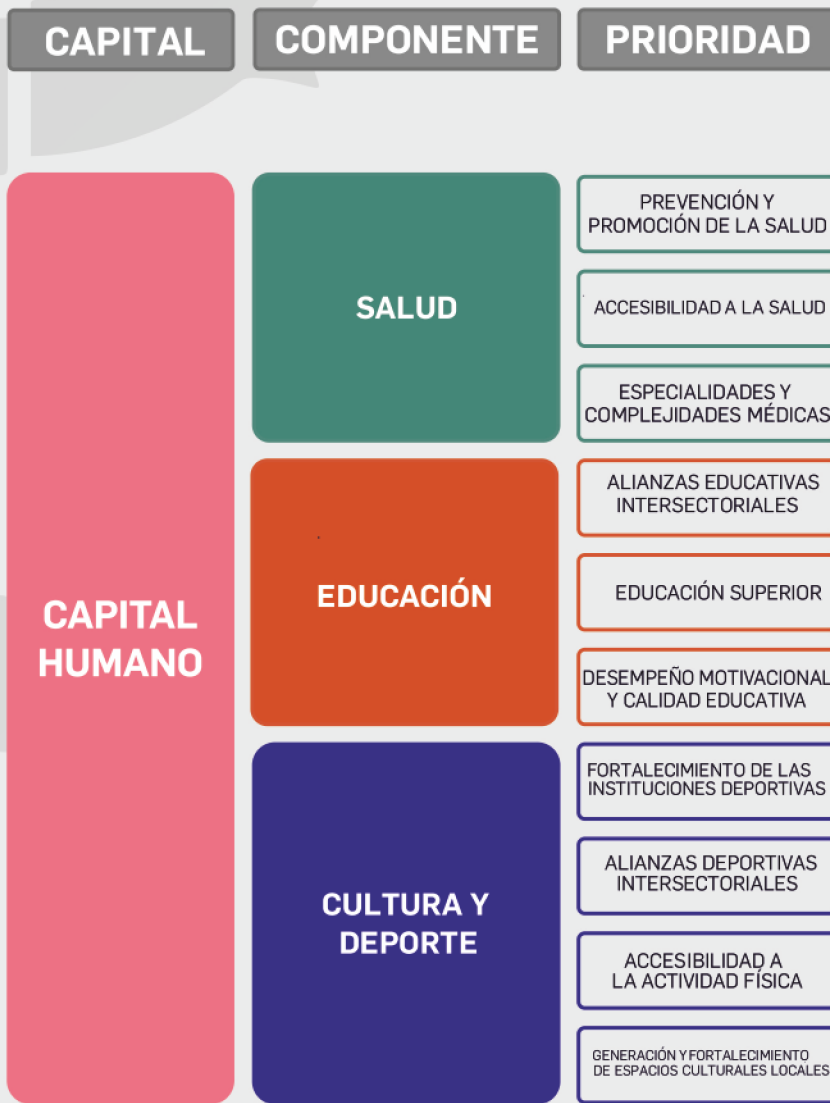 CAPITAL
COMPONENTE
PRIORIDAD
CAPITAL
HUMANO
SALUD
PREVENCIÓN Y
PROMOCIÓN DE LA SALUD
ACCESIBILIDAD A LA SALUD
ESPECIALIDADES Y
COMPLEJIDADES MÉDICAS
EDUCACIÓN
ALIANZAS EDUCATIVAS
INTERSECTORIALES
EDUCACIÓN SUPERIOR
DESEMPEÑO MOTIVACIONAL
Y CALIDAD EDUCATIVA
CULTURA Y
DEPORTE
FORTALECIMIENTO DE LAS
INSTITUCIONES DEPORTIVAS
ALIANZAS DEPORTIVAS
INTERSECTORIALES
ACCESIBILIDAD A
LA ACTIVIDAD FÍSICA
GENERACIÓN Y FORTALECIMIENTO
DE ESPACIOS CULTURALES LOCALES